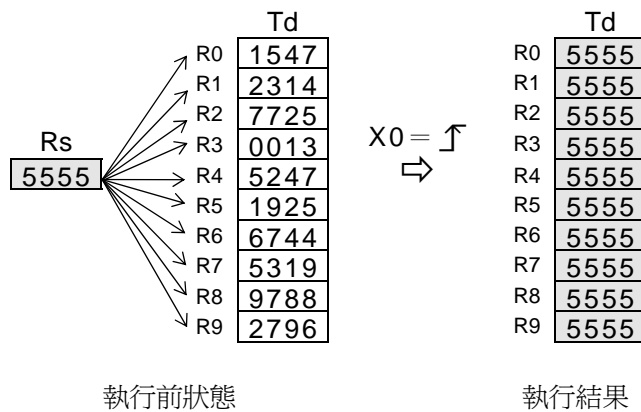 Td
R0 1547
R1 2314
R2 7725
R3 0013
R4 5247
R5 1925
R6 6744
R7 5319
R8 9788
R9 2796
Rs
5555
X0=
Td
R0 5555
R1 5555
R2 5555
R3 5555
R4 5555
R5 5555
R6 5555
R7 5555
R8 5555
R9 5555
執行前狀態
執行結果